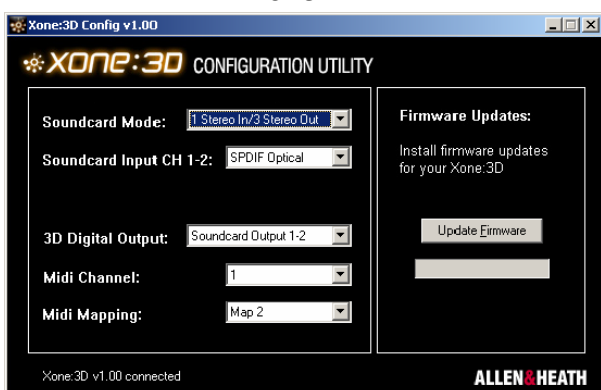 Xone:3D Config v1.00
XONE:3D CONFIGURATION UTILITY
Soundcard Mode: 1 Stereo In/3 Stereo Out
Soundcard Input CH 1-2: SPDIF Optical
3D Digital Output: Soundcard Output 1-2
Midi Channel: 1
Midi Mapping: Map 2
Firmware Updates:
Install firmware updates
for your Xone:3D
Update Firmware
Xone:3D v1.00 connected
ALLEN&HEATH